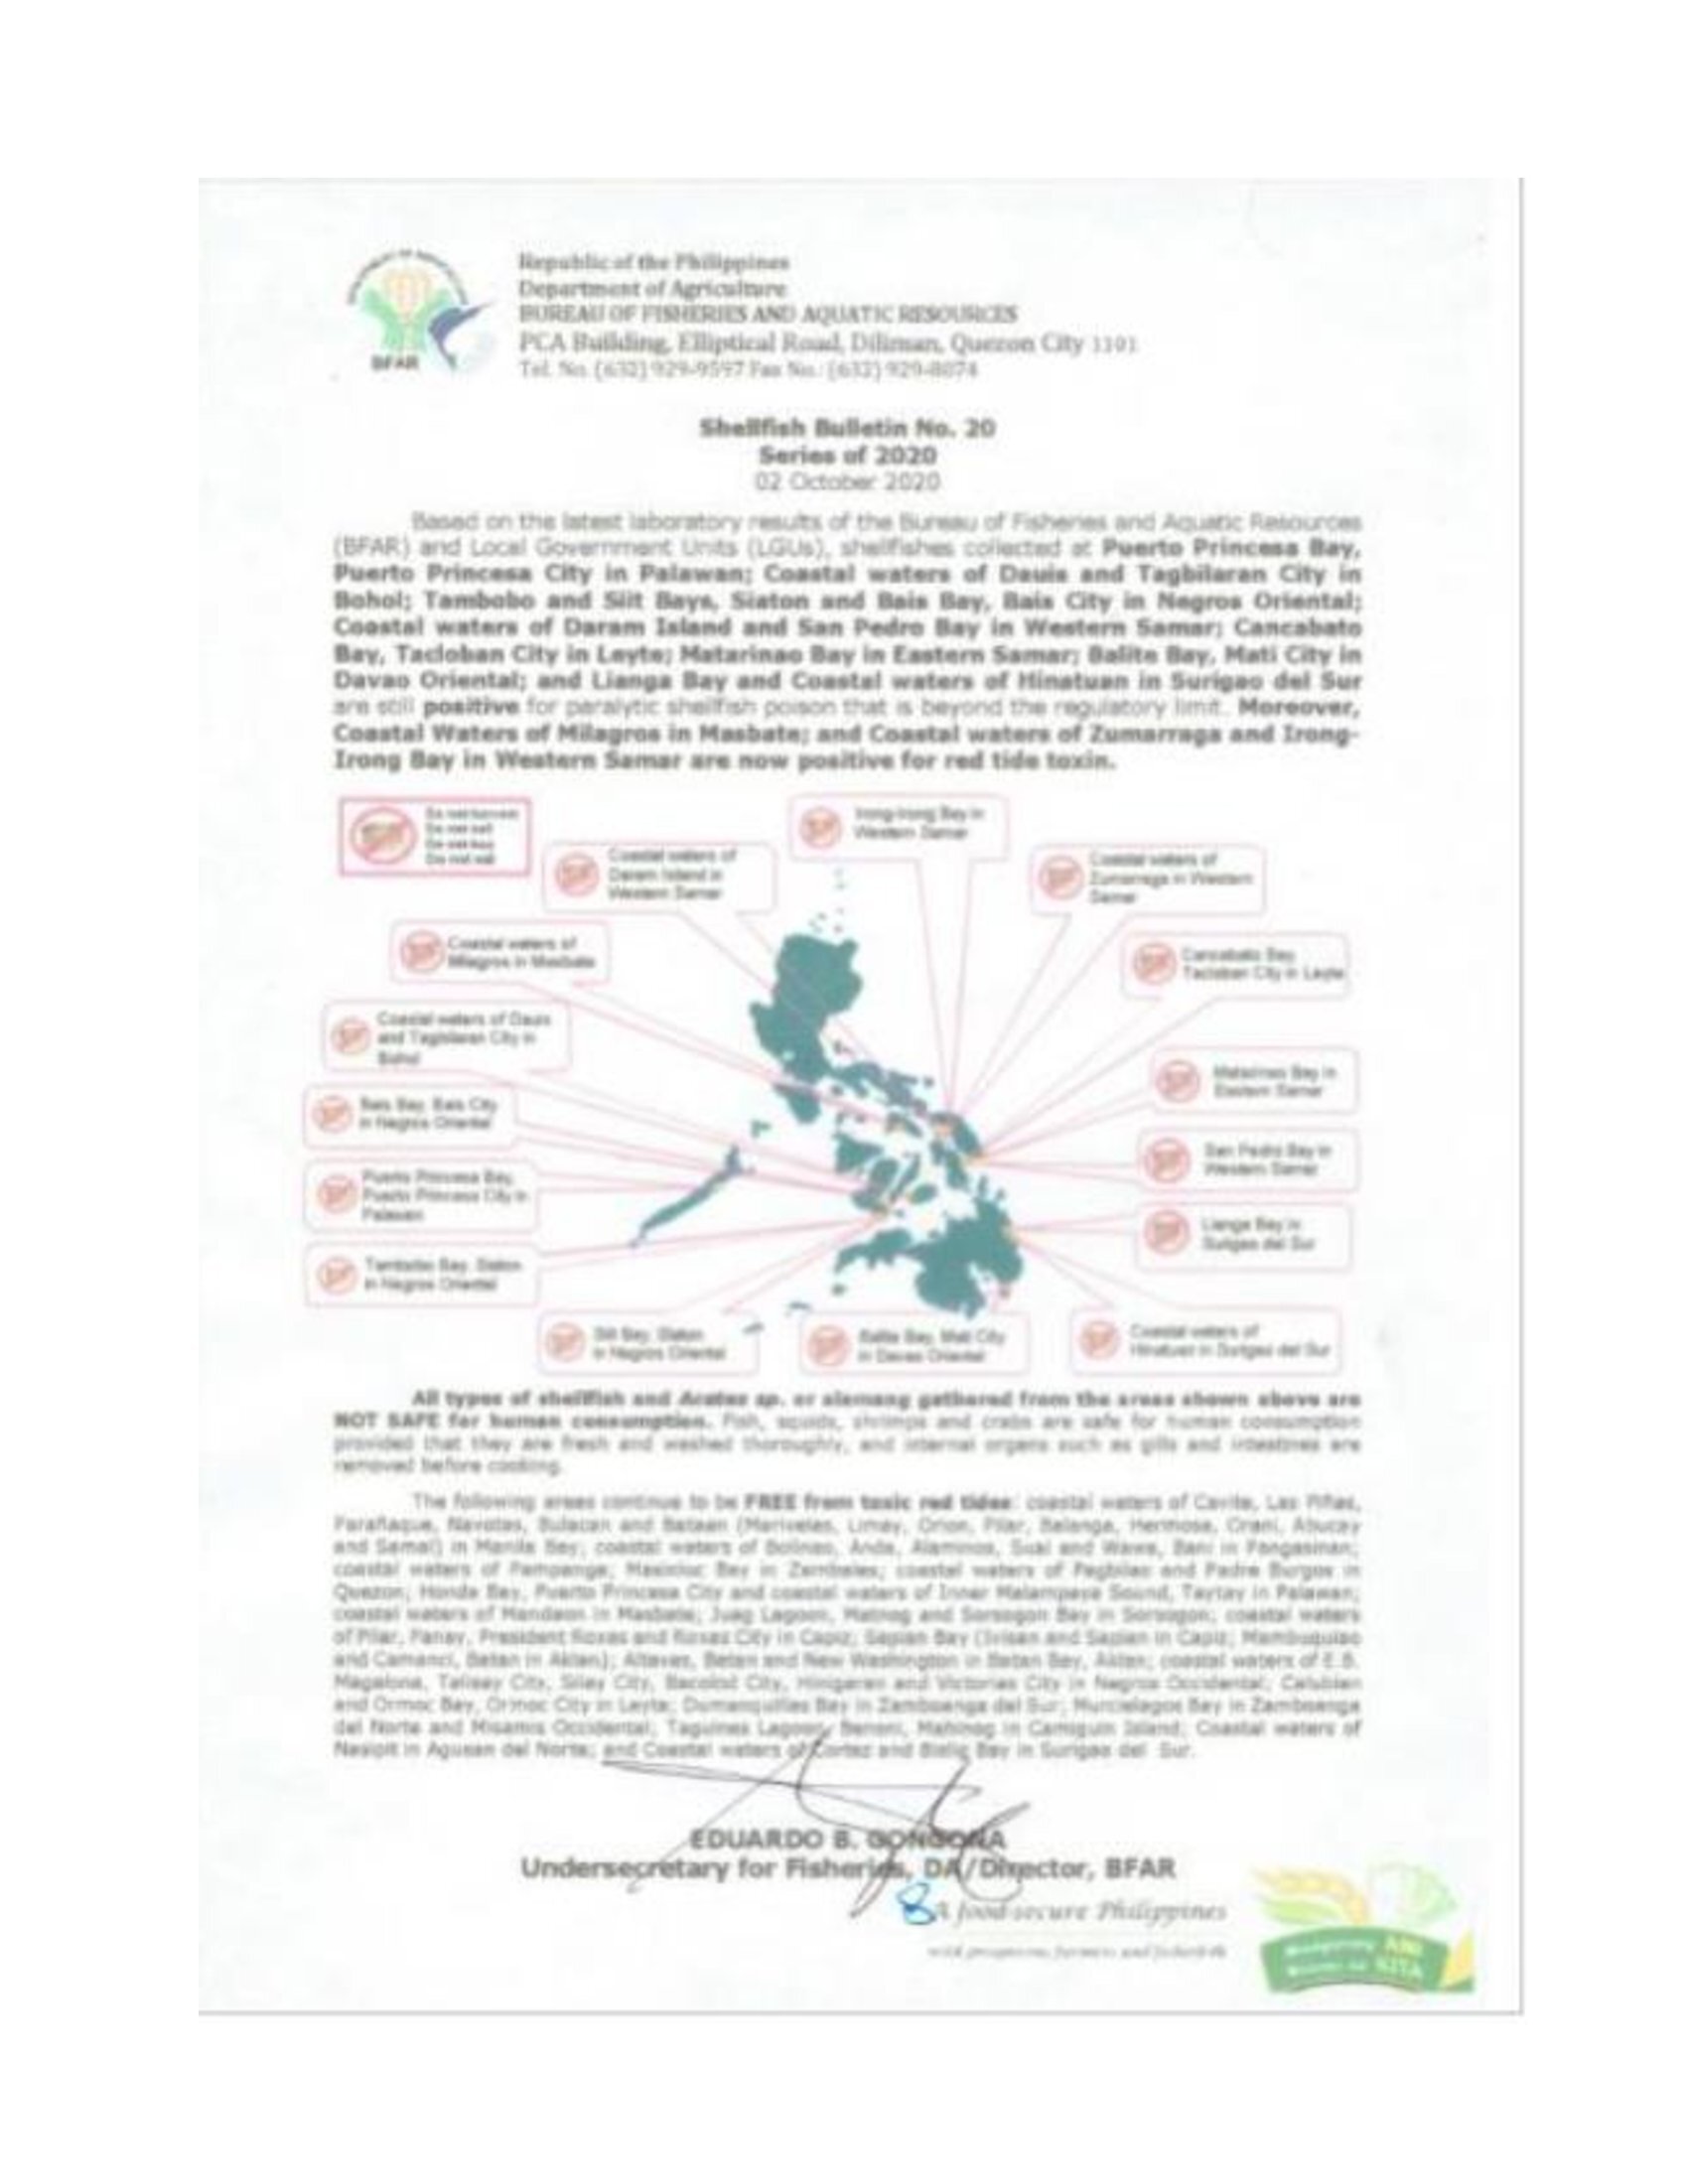 Republic of the Philippines
Department of Agriculture
BUREAU OF FISHERIES AND AQUATIC RESOURCES
PCA Building, Elliptical Road, Diliman, Quezon City 1101
Tel. No. (632) 929-9597 Fax No.: (632) 929-8074
BFAR
Shellfish Bulletin No. 20
Series of 2020
02 October 2020
Based on the latest laboratory results of the Bureau of Fisheries and Aquatic Resources
(BFAR) and Local Government Units (LGUs), shellfishes collected at Puerto Princesa Bay,
Puerto Princesa City in Palawan; Coastal waters of Dauis and Tagbilaran City in
Bohol; Tambobo and Siit Bays, Siaton and Bais Bay, Bais City in Negros Oriental;
Coastal waters of Daram Island and San Pedro Bay in Western Samar; Cancabato
Bay, Tacloban City in Leyte; Matarinao Bay in Eastern Samar; Balite Bay, Mati City in
Davao Oriental; and Lianga Bay and Coastal waters of Hinatuan in Surigao del Sur
are still positive for paralytic shellfish poison that is beyond the regulatory limit. Moreover,
Coastal Waters of Milagros in Masbate; and Coastal waters of Zumarraga and Irong-
Irong Bay in Western Samar are now positive for red tide toxin.
Do not harvest
Do not sell
Do not buy
Do not eat
Irong-Irong Bay in
Western Samar
Coastal waters of
Daram Island in
Western Samar
Coastal waters of
Zumarraga in Western
Samar
Coastal waters of
Milagros in Masbate
Cancabato Bay,
Tacloban City in Leyte
Coastal waters of Dauis
and Tagbilaran City in
Bohol
Matarinao Bay in
Eastern Samar
Bais Bay, Bais City
in Negros Oriental
San Pedro Bay in
Western Samar
Puerto Princesa Bay,
Puerto Princesa City in
Palawan
Lianga Bay in
Surigao del Sur
Tambobo Bay, Siaton
in Negros Oriental
Siit Bay, Siaton
in Negros Oriental
Balite Bay, Mati City
in Davao Oriental
Coastal waters of
Hinatuan in Surigao del Sur
All types of shellfish and Acetes sp. or alamang gathered from the areas shown above are
NOT SAFE for human consumption. Fish, squids, shrimps and crabs are safe for human consumption
provided that they are fresh and washed thoroughly, and internal organs such as gills and intestines are
removed before cooking.
The following areas continue to be FREE from toxic red tides: coastal waters of Cavite, Las Piñas,
Parañaque, Navotas, Bulacan and Bataan (Mariveles, Limay, Orion, Pilar, Balanga, Hermosa, Orani, Abucay
and Samal) in Manila Bay; coastal waters of Bolinao, Anda, Alaminos, Sual and Wawa, Bani in Pangasinan;
coastal waters of Pampanga; Masinloc Bay in Zambales; coastal waters of Pagbilao and Padre Burgos in
Quezon; Honda Bay, Puerto Princesa City and coastal waters of Inner Malampaya Sound, Taytay in Palawan;
coastal waters of Mandaon in Masbate; Juag Lagoon, Matnog and Sorsogon Bay in Sorsogon; coastal waters
of Pilar, Panay, President Roxas and Roxas City in Capiz; Sapian Bay (Ivisan and Sapian in Capiz; Mambuquiao
and Camanci, Batan in Aklan); Altavas, Batan and New Washington in Batan Bay, Aklan; coastal waters of E.B.
Magalona, Talisay City, Silay City, Bacolod City, Hinigaran and Victorias City in Negros Occidental; Calubian
and Ormoc Bay, Ormoc City in Leyte; Dumanquillas Bay in Zamboanga del Sur; Murcielagos Bay in Zamboanga
del Norte and Misamis Occidental; Taguines Lagoon, Benoni, Mahinog in Camiguin Island; Coastal waters of
Nasipit in Agusan del Norte; and Coastal waters of Cortes and Bislig Bay in Surigao del Sur.
EDUARDO B. GONGONA
Undersecretary for Fisheries, DA/Director, BFAR
A food-secure Philippines
with prosperous farmers and fisherfolk
ANI
KITA